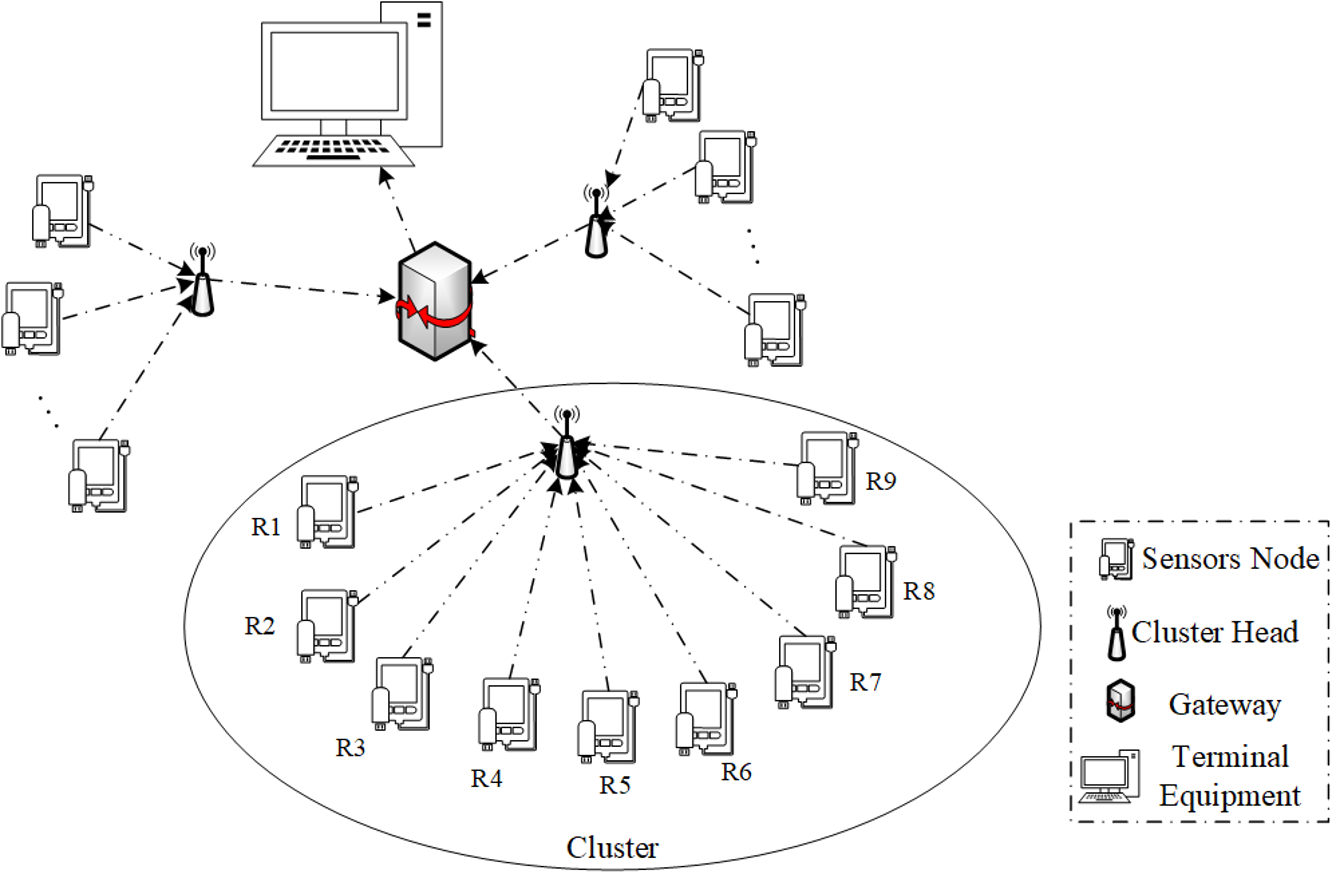 R1
R2
R3
R4
R5
R6
R7
R8
R9
Cluster
Sensors Node
Cluster Head
Gateway
Terminal
Equipment